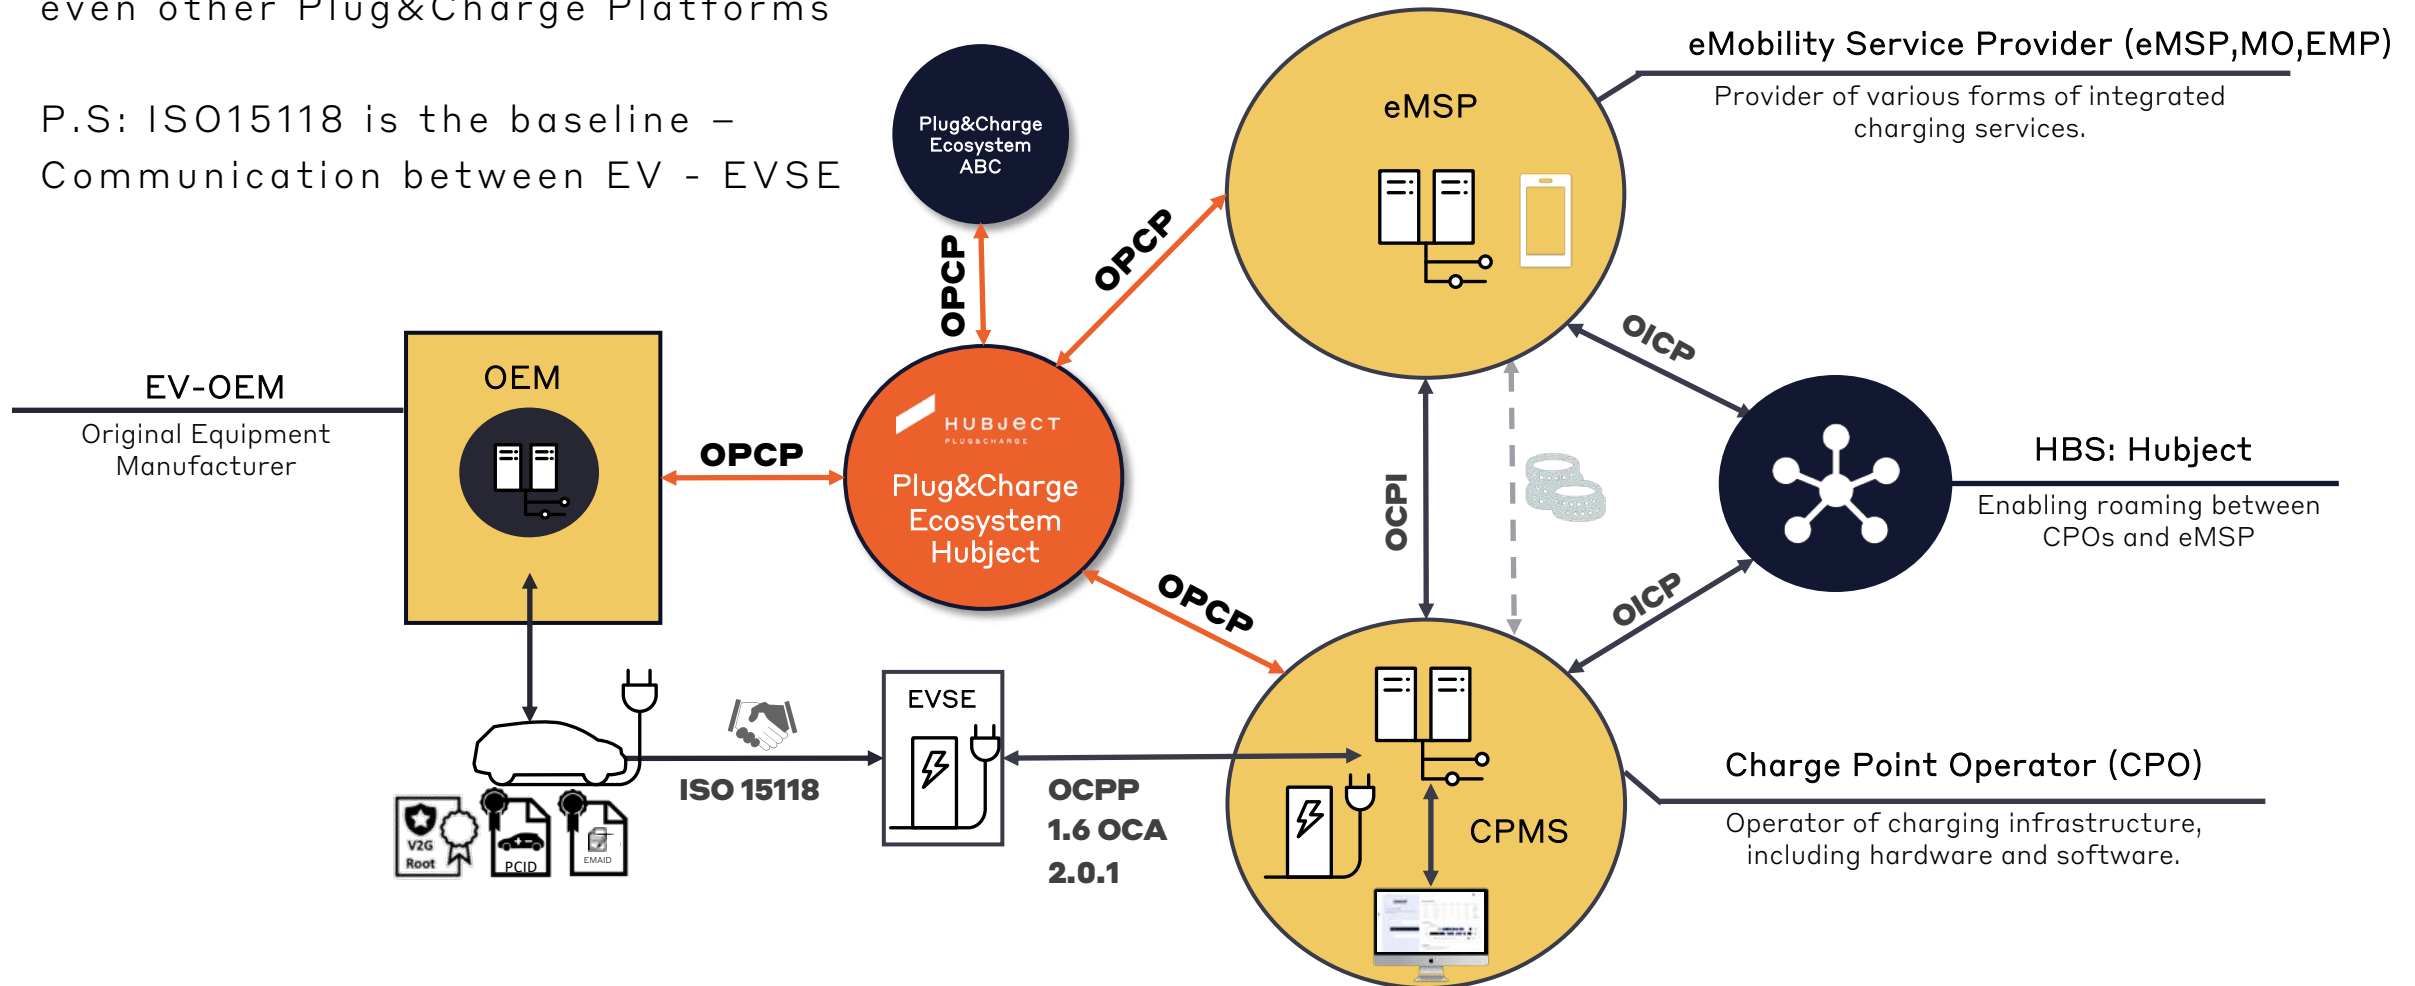 even other Plug&Charge Platforms
P.S: ISO15118 is the baseline –
Communication between EV - EVSE
Plug&Charge
Ecosystem
ABC
OPCP
OPCP
eMSP
eMobility Service Provider (eMSP,MO,EMP)
Provider of various forms of integrated
charging services.
EV-OEM
Original Equipment
Manufacturer
OEM
OPCP
HUBJECT
PLUG&CHARGE
Plug&Charge
Ecosystem
Hubject
OPCP
OCPI
OICP
OICP
HBS: Hubject
Enabling roaming between
CPOs and eMSP
ISO 15118
V2G
Root
PCID
EMAID
EVSE
OCPP
1.6 OCA
2.0.1
CPMS
Charge Point Operator (CPO)
Operator of charging infrastructure,
including hardware and software.